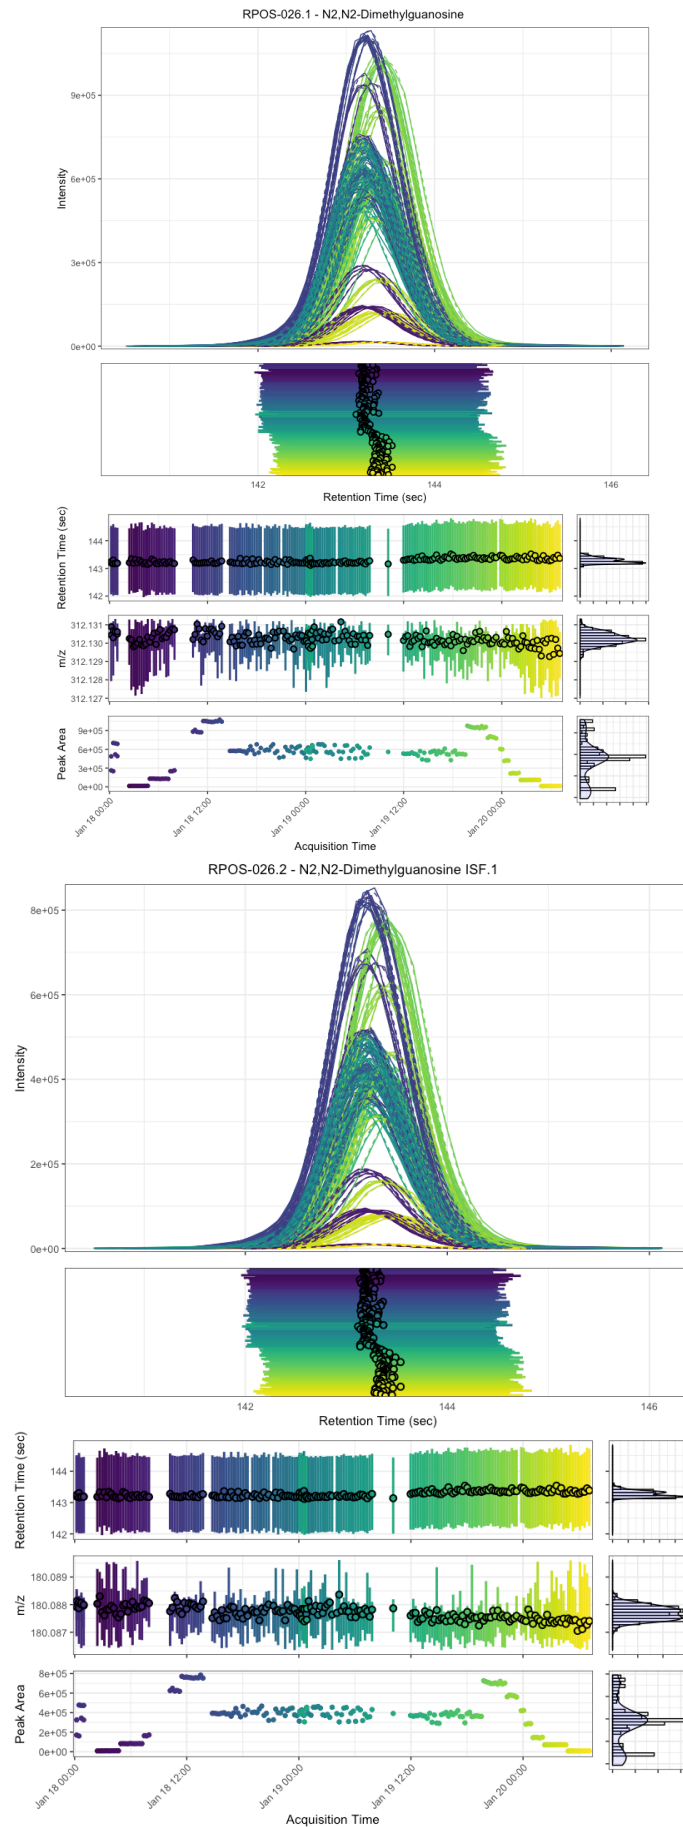 RPOS-026.1 - N2,N2-Dimethylguanosine
9e+05
6e+05
3e+05
0e+00
Intensity
142
144
146
Retention Time (sec)
144
143
142
Retention Time (sec)
312.131
312.130
312.129
312.128
312.127
m/z
9e+05
6e+05
3e+05
0e+00
Peak Area
Jan 18 00:00
Jan 18 12:00
Jan 19 00:00
Jan 19 12:00
Jan 20 00:00
Acquisition Time
RPOS-026.2 - N2,N2-Dimethylguanosine ISF.1
8e+05
6e+05
4e+05
2e+05
0e+00
Intensity
142
144
146
Retention Time (sec)
144
143
142
Retention Time (sec)
180.089
180.088
180.087
m/z
8e+05
6e+05
4e+05
2e+05
0e+00
Peak Area
Jan 18 00:00
Jan 18 12:00
Jan 19 00:00
Jan 19 12:00
Jan 20 00:00
Acquisition Time